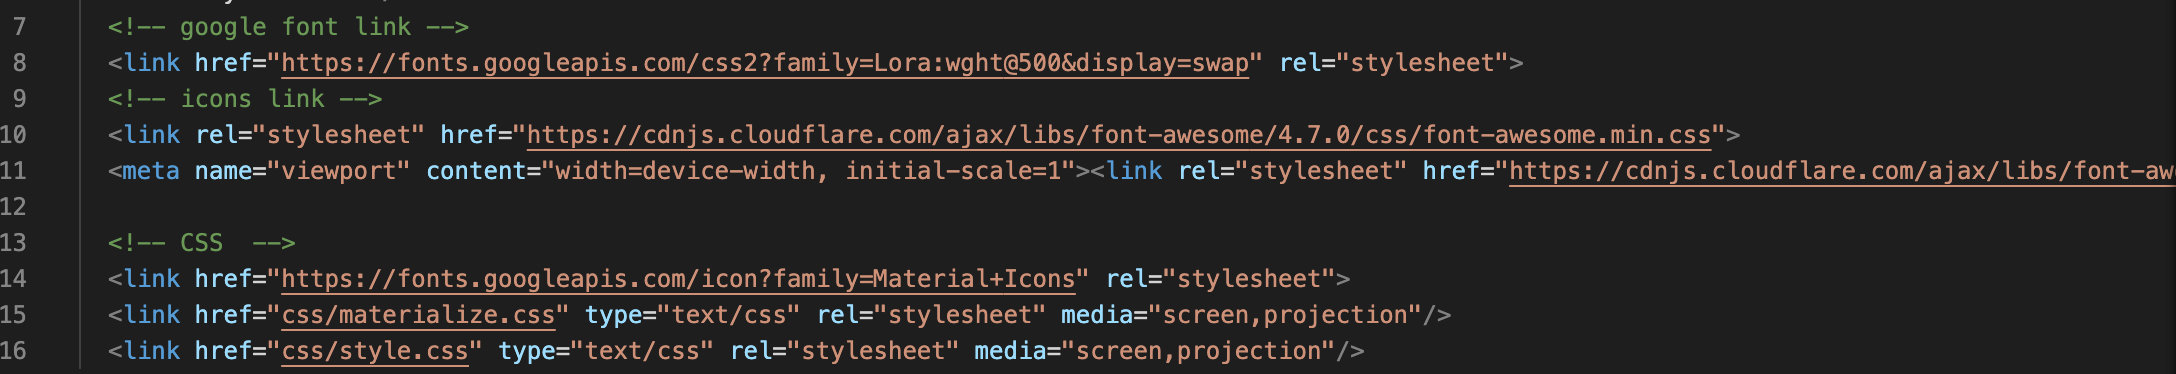 7 <!-- google font link -->
8 <link href="https://fonts.googleapis.com/css2?family=Lora:wght@500&display=swap" rel="stylesheet">
9 <!-- icons link -->
10 <link rel="stylesheet" href="https://cdnjs.cloudflare.com/ajax/libs/font-awesome/4.7.0/css/font-awesome.min.css">
11 <meta name="viewport" content="width=device-width, initial-scale=1"><link rel="stylesheet" href="https://cdnjs.cloudflare.com/ajax/libs/font-aw
12
13 <!-- CSS  -->
14 <link href="https://fonts.googleapis.com/icon?family=Material+Icons" rel="stylesheet">
15 <link href="css/materialize.css" type="text/css" rel="stylesheet" media="screen,projection"/>
16 <link href="css/style.css" type="text/css" rel="stylesheet" media="screen,projection"/>